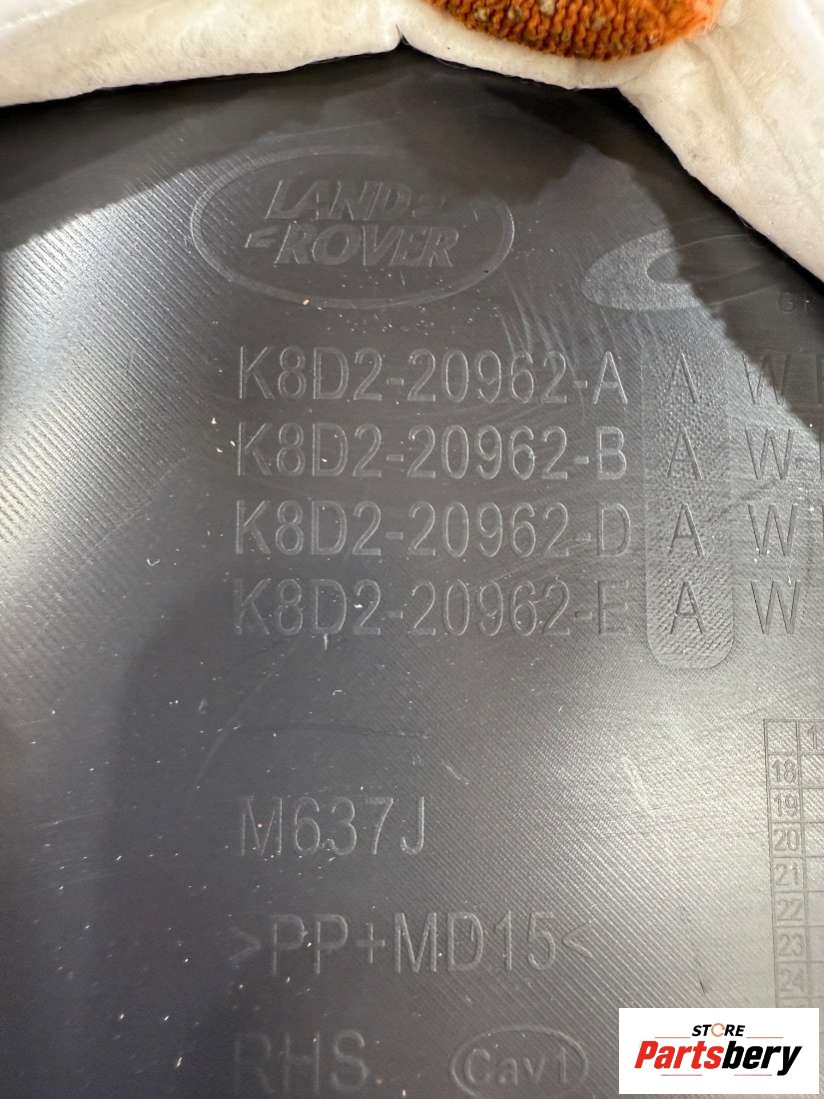 LAND
ROVER
K8D2-20962-A A W
K8D2-20962-B A W-
K8D2-20962-D A W
K8D2-20962-E A W
M637J
18
19
20
21
22
23
24
>PP+MD15<
RHS Cav1
STORE
Partsbery